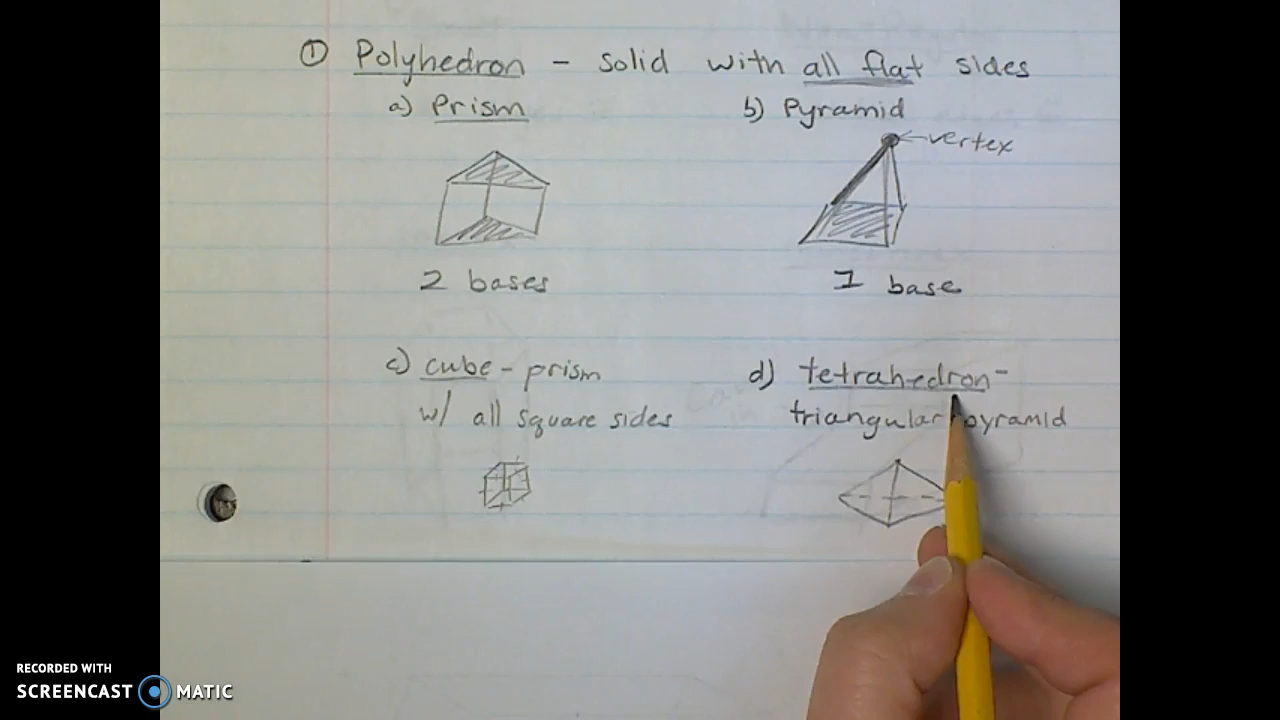 ① Polyhedron - solid with all flat sides
a) Prism
b) Pyramid
←vertex
2 bases
1 base
c) cube - prism
w/ all square sides
d) tetrahedron-
triangular pyramid
RECORDED WITH
SCREENCAST MATIC